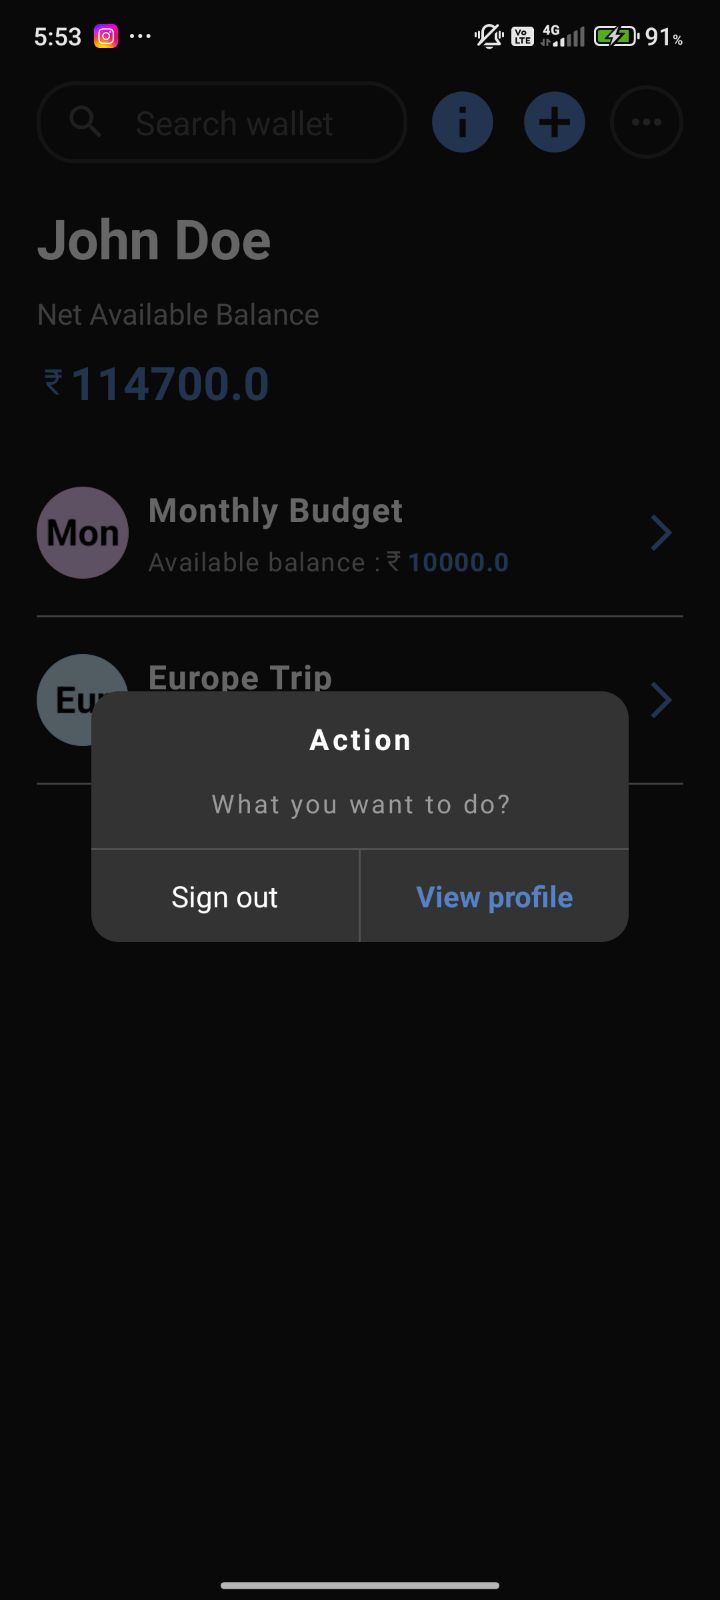 5:53 ... Vo LTE 4G 91%
Search wallet
John Doe
Net Available Balance
₹ 114700.0
Mon
Monthly Budget
Available balance : ₹ 10000.0
Europe Trip
Eur
Action
What you want to do?
Sign out
View profile